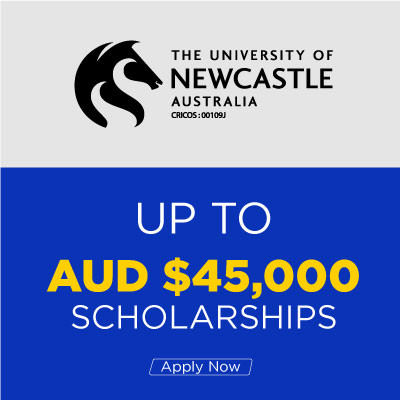 THE UNIVERSITY OF
NEWCASTLE
AUSTRALIA
CRICOS : 00109J
UP TO
AUD $45,000
SCHOLARSHIPS
Apply Now